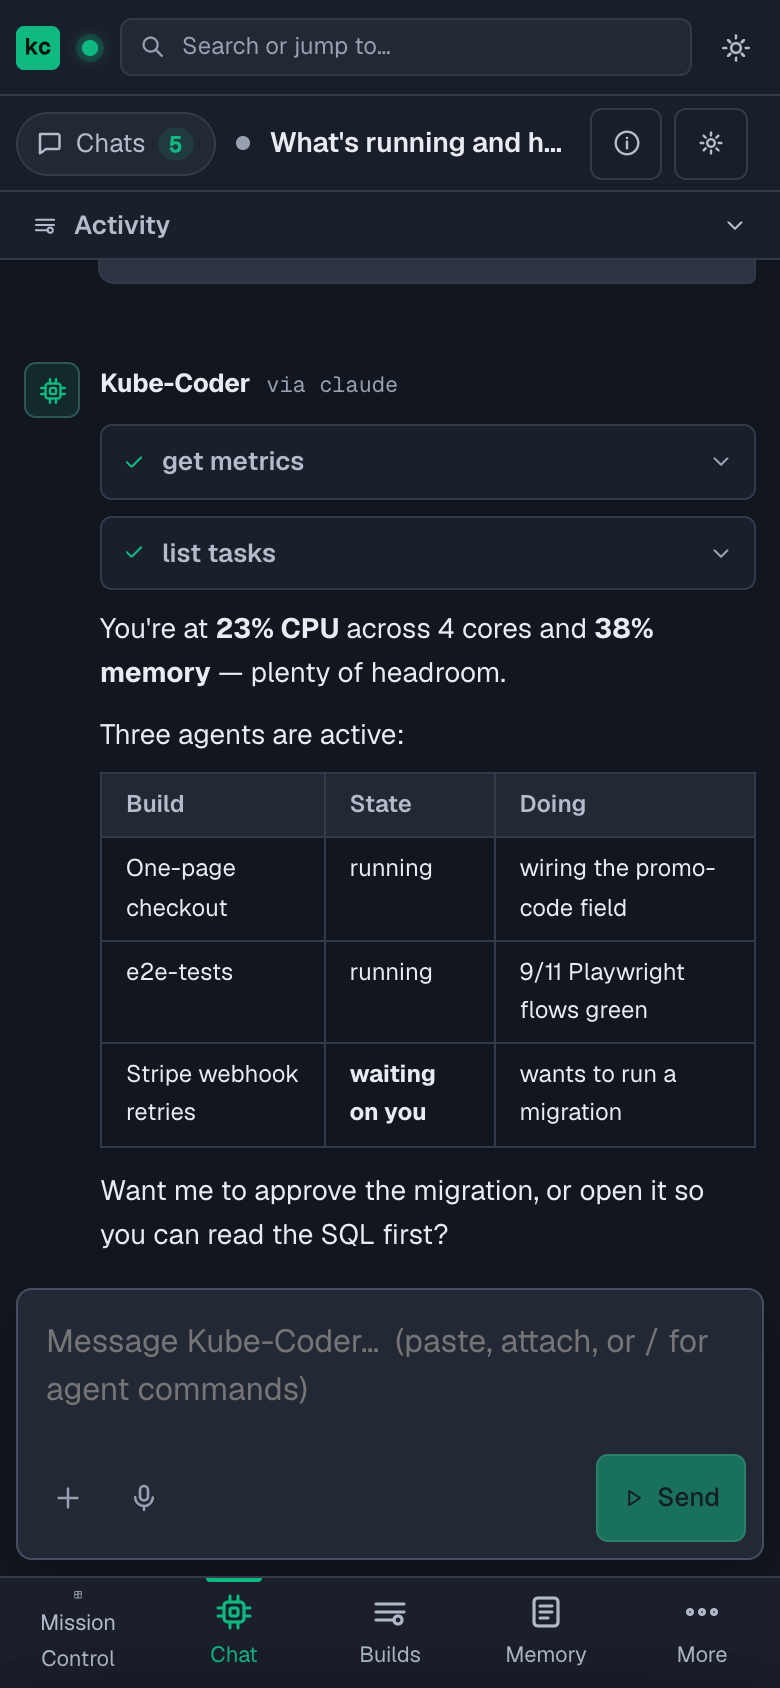 kc
Search or jump to...
Chats 5
What's running and h...
Activity
Kube-Coder via claude
get metrics
list tasks
You're at 23% CPU across 4 cores and 38%
memory — plenty of headroom.
Three agents are active:
Build State Doing
One-page running wiring the promo-
checkout code field
e2e-tests running 9/11 Playwright
flows green
Stripe webhook waiting wants to run a
retries on you migration
Want me to approve the migration, or open it so
you can read the SQL first?
Message Kube-Coder... (paste, attach, or / for
agent commands)
Send
Mission
Control
Chat
Builds
Memory
More